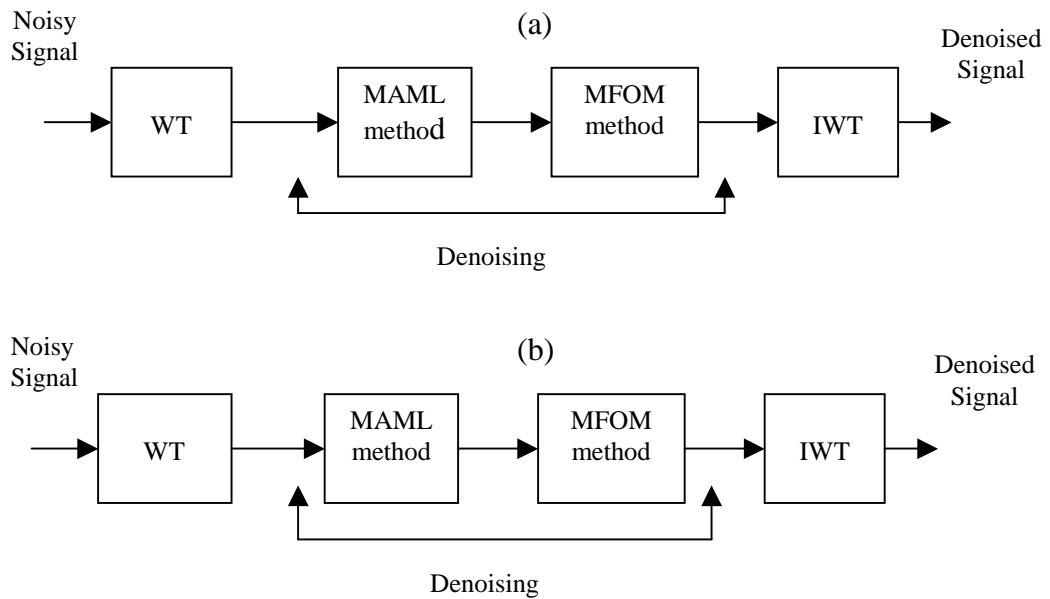 Noisy
Signal
(a)
Denoised
Signal
WT
MAML
method
MFOM
method
IWT
Denoising
Noisy
Signal
(b)
Denoised
Signal
WT
MAML
method
MFOM
method
IWT
Denoising